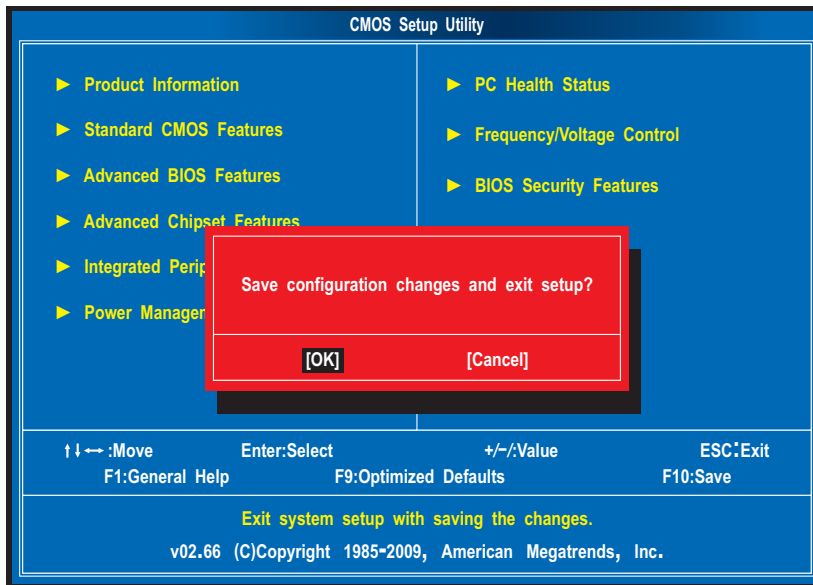 CMOS Setup Utility
► Product Information
► Standard CMOS Features
► Advanced BIOS Features
► Advanced Chipset Features
► Integrated Perip
► Power Manage
► PC Health Status
► Frequency/Voltage Control
► BIOS Security Features
Save configuration changes and exit setup?
[OK] [Cancel]
↑↓↔ :Move Enter:Select +/-/:Value ESC:Exit
F1:General Help F9:Optimized Defaults F10:Save
Exit system setup with saving the changes.
v02.66 (C)Copyright 1985-2009, American Megatrends, Inc.